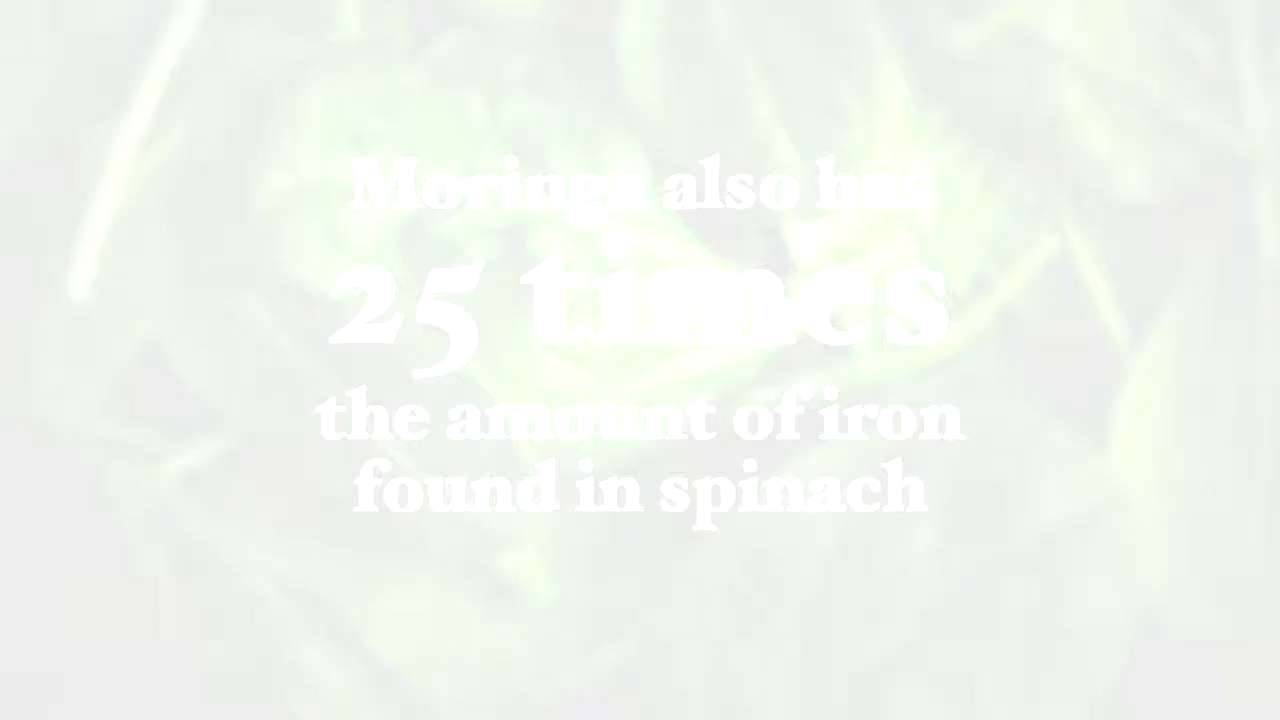 Moringa also has
25 times
the amount of iron
found in spinach